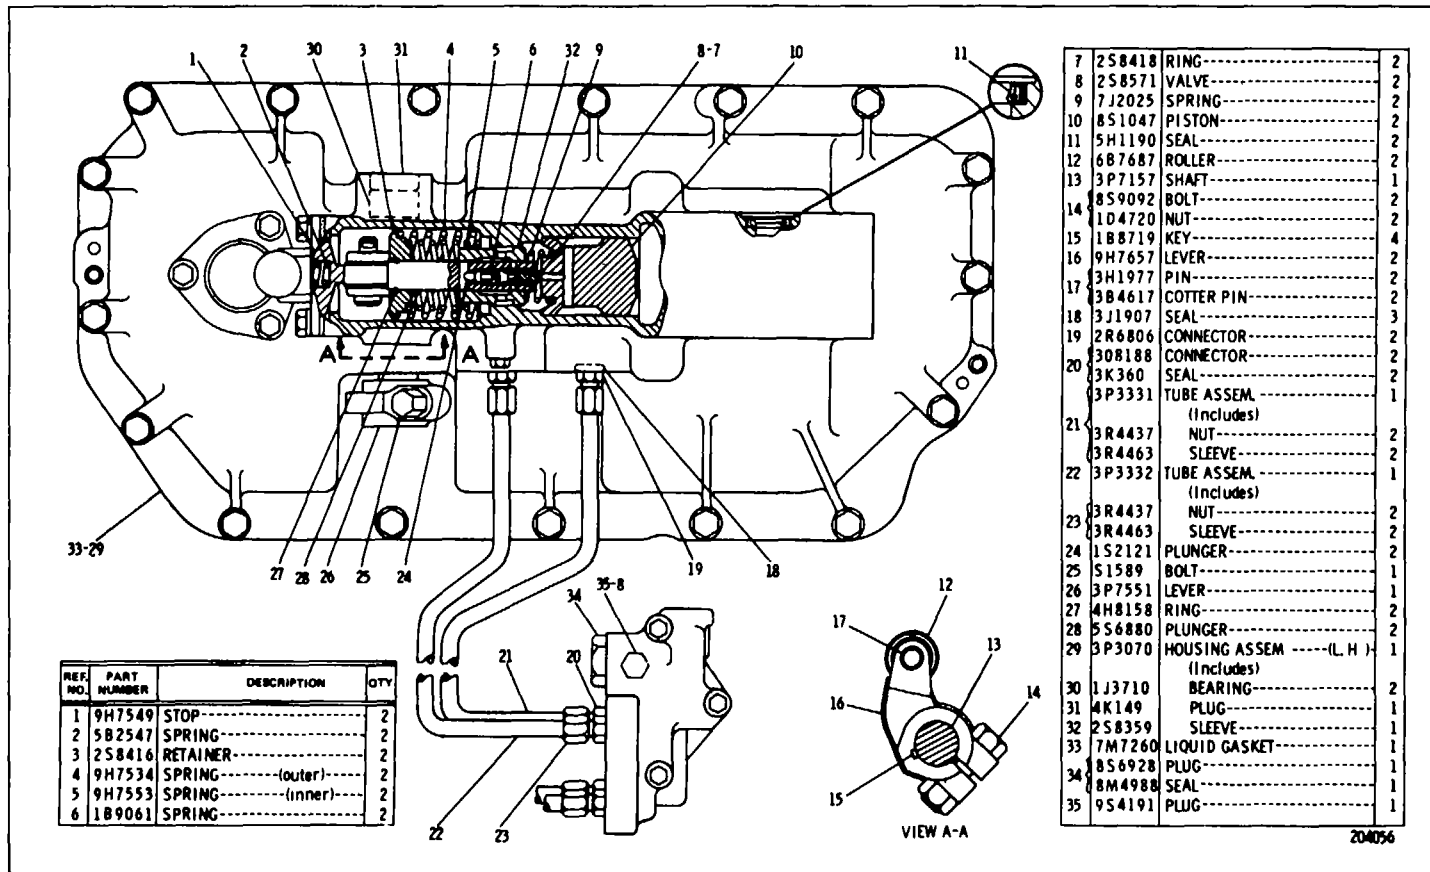 1 2 30 3 31 4 5 6 32 9 8-7 10 11
A A
33-29
27 28 26 25 24 35-8 34 19 18
21 20
22 23
12
17
13
14
16
15
VIEW A-A
REF. NO. PART NUMBER DESCRIPTION QTY
1 9H7549 STOP 2
2 5B2547 SPRING 2
3 2S8416 RETAINER 2
4 9H7534 SPRING (outer) 2
5 9H7553 SPRING (inner) 2
6 1B9061 SPRING 2
7 2S8418 RING 2
8 2S8571 VALVE 2
9 7J2025 SPRING 2
10 8S1047 PISTON 2
11 5H1190 SEAL 2
12 6B7687 ROLLER 2
13 3P7157 SHAFT 1
14 8S9092 BOLT 2
1D4720 NUT 2
15 1B8719 KEY 4
16 9H7657 LEVER 2
17 3H1977 PIN 2
3B4617 COTTER PIN 2
18 3J1907 SEAL 3
19 2R6806 CONNECTOR 2
20 308188 CONNECTOR 2
3K360 SEAL 2
21 3P3331 TUBE ASSEM. 1
(Includes)
3R4437 NUT 2
3R4463 SLEEVE 2
22 3P3332 TUBE ASSEM. 1
(Includes)
23 3R4437 NUT 2
3R4463 SLEEVE 2
24 1S2121 PLUNGER 2
25 S1589 BOLT 1
26 3P7551 LEVER 1
27 4H8158 RING 2
28 5S6880 PLUNGER 2
29 3P3070 HOUSING ASSEM (L. H.) 1
(Includes)
30 1J3710 BEARING 2
31 4K149 PLUG 1
32 2S8359 SLEEVE 1
33 7M7260 LIQUID GASKET 1
34 8S6928 PLUG 1
8M4988 SEAL 1
35 9S4191 PLUG 1
204056